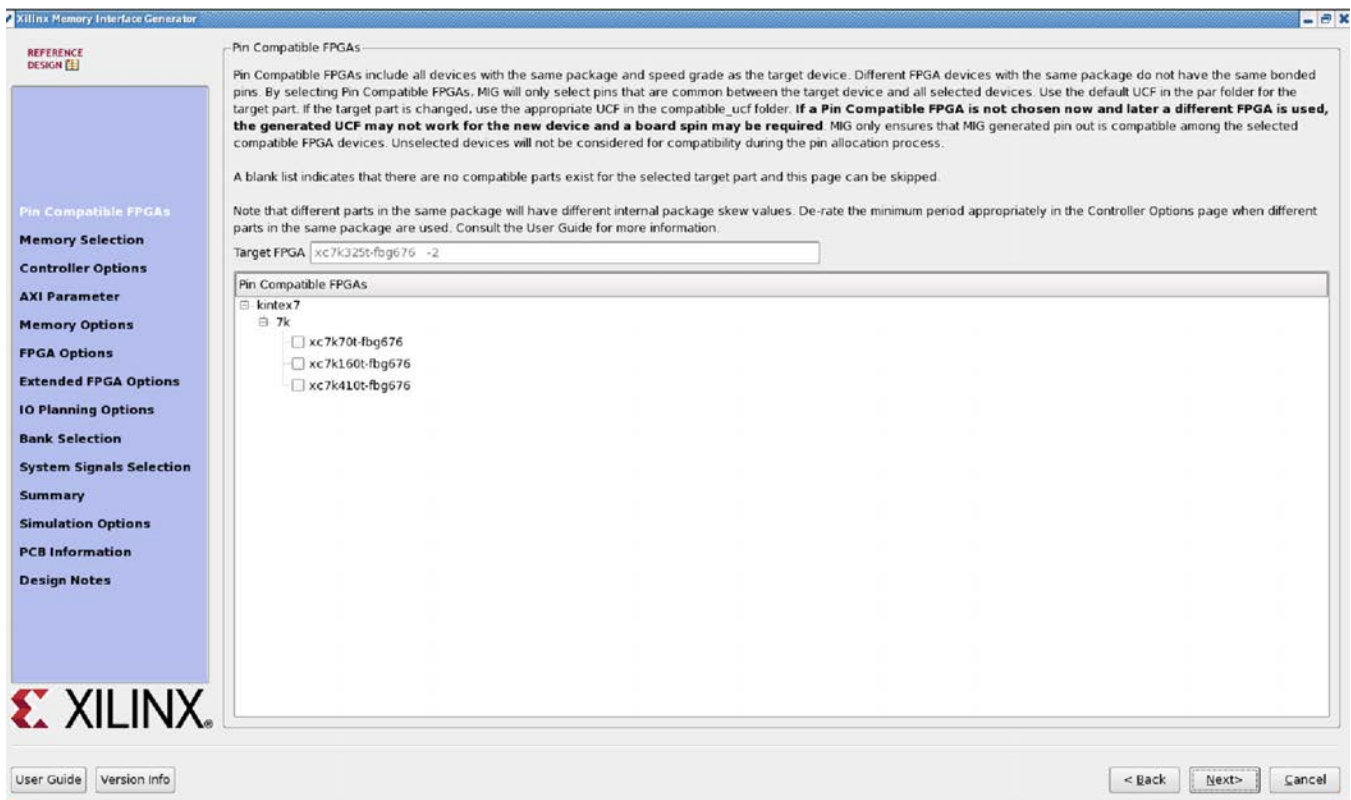 Xilinx Memory Interface Generator
REFERENCE
DESIGN
Pin Compatible FPGAs
Memory Selection
Controller Options
AXI Parameter
Memory Options
FPGA Options
Extended FPGA Options
IO Planning Options
Bank Selection
System Signals Selection
Summary
Simulation Options
PCB Information
Design Notes
XILINX®
Pin Compatible FPGAs
Pin Compatible FPGAs include all devices with the same package and speed grade as the target device. Different FPGA devices with the same package do not have the same bonded
pins. By selecting Pin Compatible FPGAs, MIG will only select pins that are common between the target device and all selected devices. Use the default UCF in the par folder for the
target part. If the target part is changed, use the appropriate UCF in the compatible_ucf folder. If a Pin Compatible FPGA is not chosen now and later a different FPGA is used,
the generated UCF may not work for the new device and a board spin may be required. MIG only ensures that MIG generated pin out is compatible among the selected
compatible FPGA devices. Unselected devices will not be considered for compatibility during the pin allocation process.
A blank list indicates that there are no compatible parts exist for the selected target part and this page can be skipped.
Note that different parts in the same package will have different internal package skew values. De-rate the minimum period appropriately in the Controller Options page when different
parts in the same package are used. Consult the User Guide for more information.
Target FPGA xc7k325t-fbg676 -2
Pin Compatible FPGAs
kintex7
7k
xc7k70t-fbg676
xc7k160t-fbg676
xc7k410t-fbg676
User Guide Version Info < Back Next> Cancel